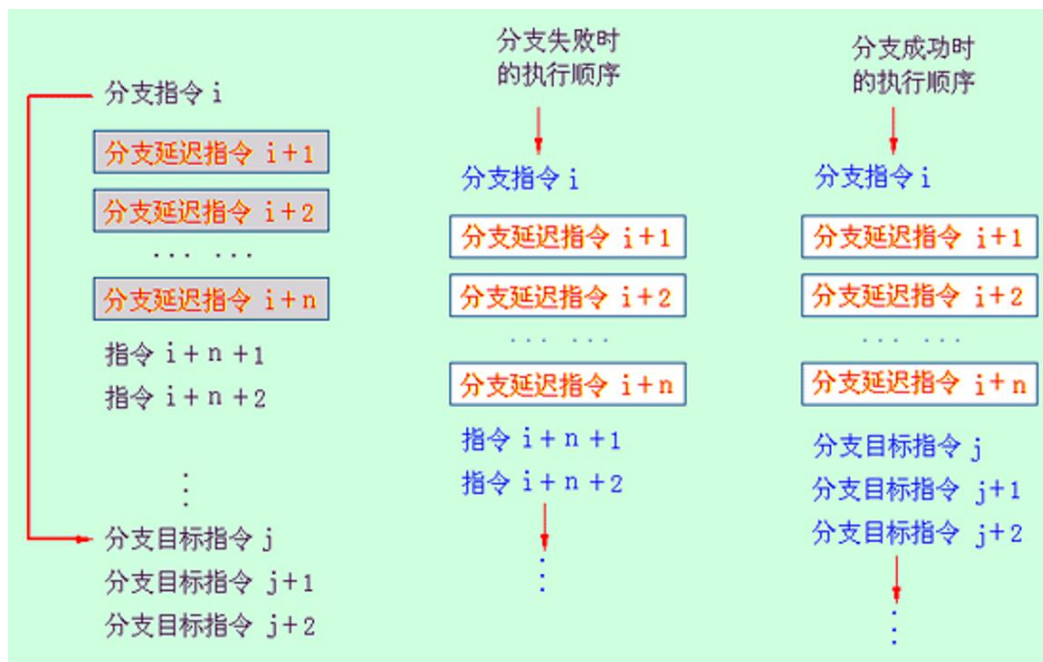 分支指令 i
分支延迟指令 i+1
分支延迟指令 i+2
... ...
分支延迟指令 i+n
指令 i+n+1
指令 i+n+2
⋮
分支目标指令 j
分支目标指令 j+1
分支目标指令 j+2
分支失败时
的执行顺序
分支指令 i
分支延迟指令 i+1
分支延迟指令 i+2
... ...
分支延迟指令 i+n
指令 i+n+1
指令 i+n+2
⋮
分支成功时
的执行顺序
分支指令 i
分支延迟指令 i+1
分支延迟指令 i+2
... ...
分支延迟指令 i+n
分支目标指令 j
分支目标指令 j+1
分支目标指令 j+2
⋮